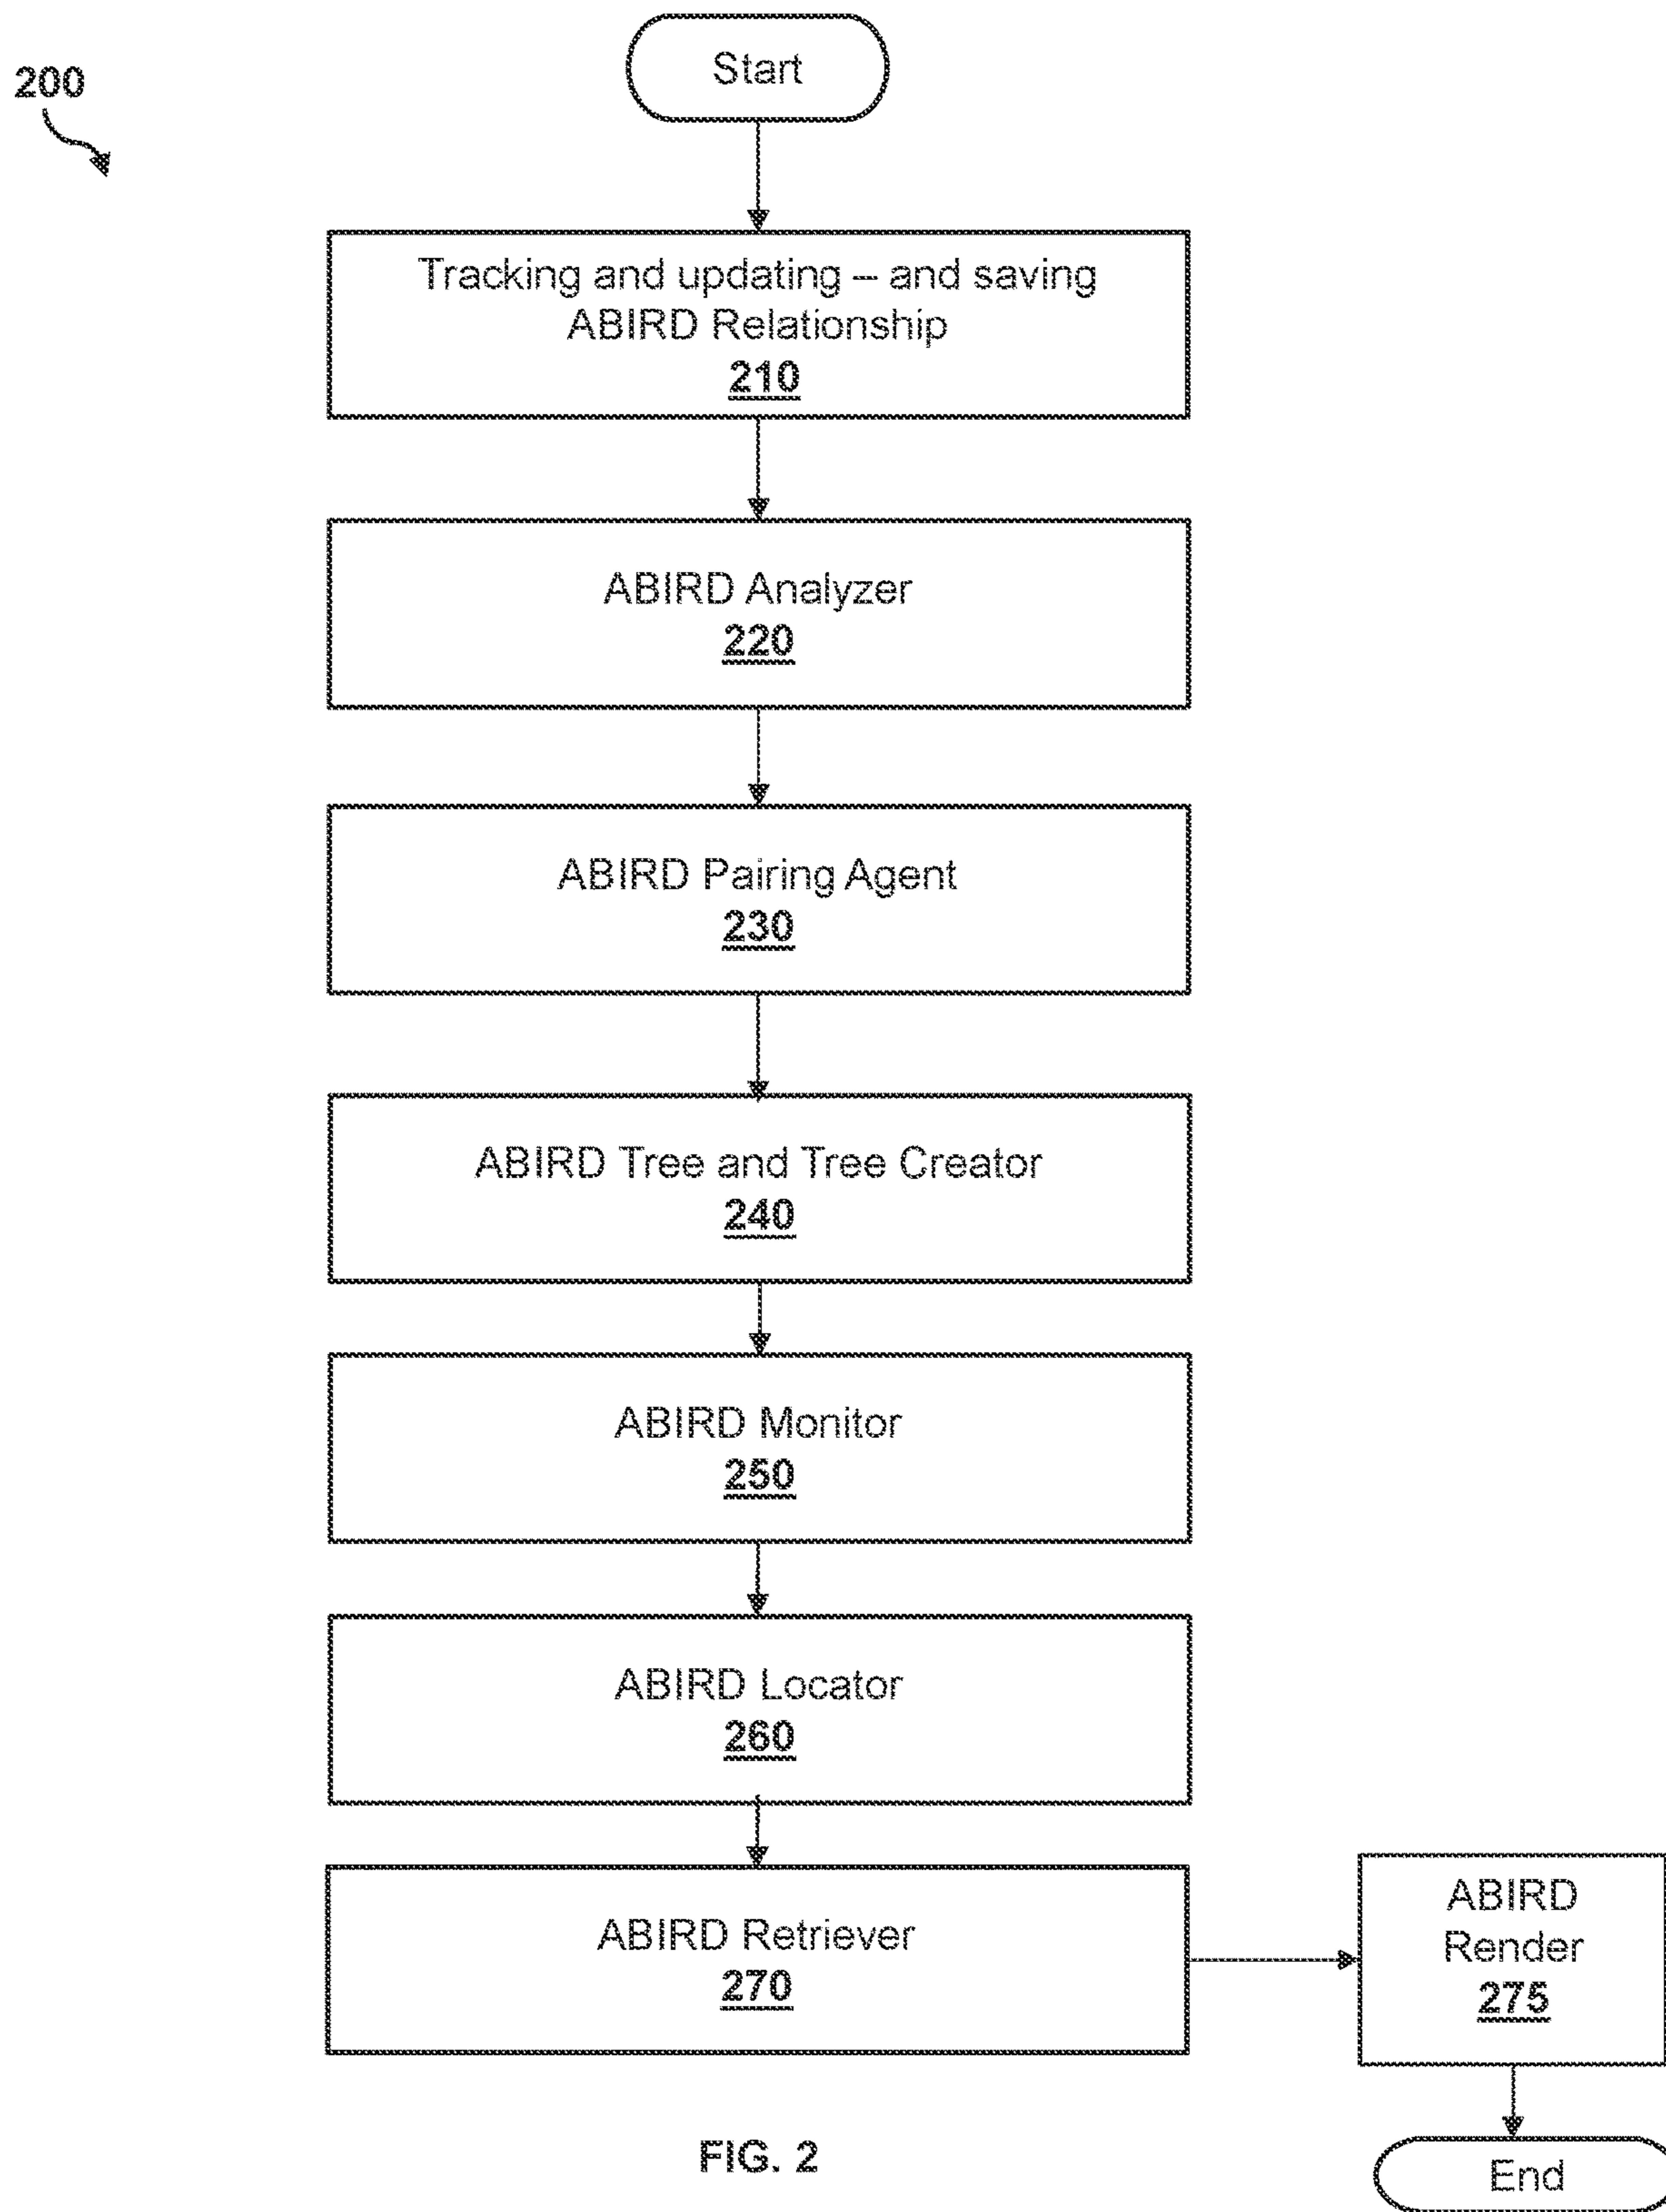 200
Start
Tracking and updating – and saving
ABIRD Relationship
210
ABIRD Analyzer
220
ABIRD Pairing Agent
230
ABIRD Tree and Tree Creator
240
ABIRD Monitor
250
ABIRD Locator
260
ABIRD Retriever
270
ABIRD
Render
275
End
FIG. 2